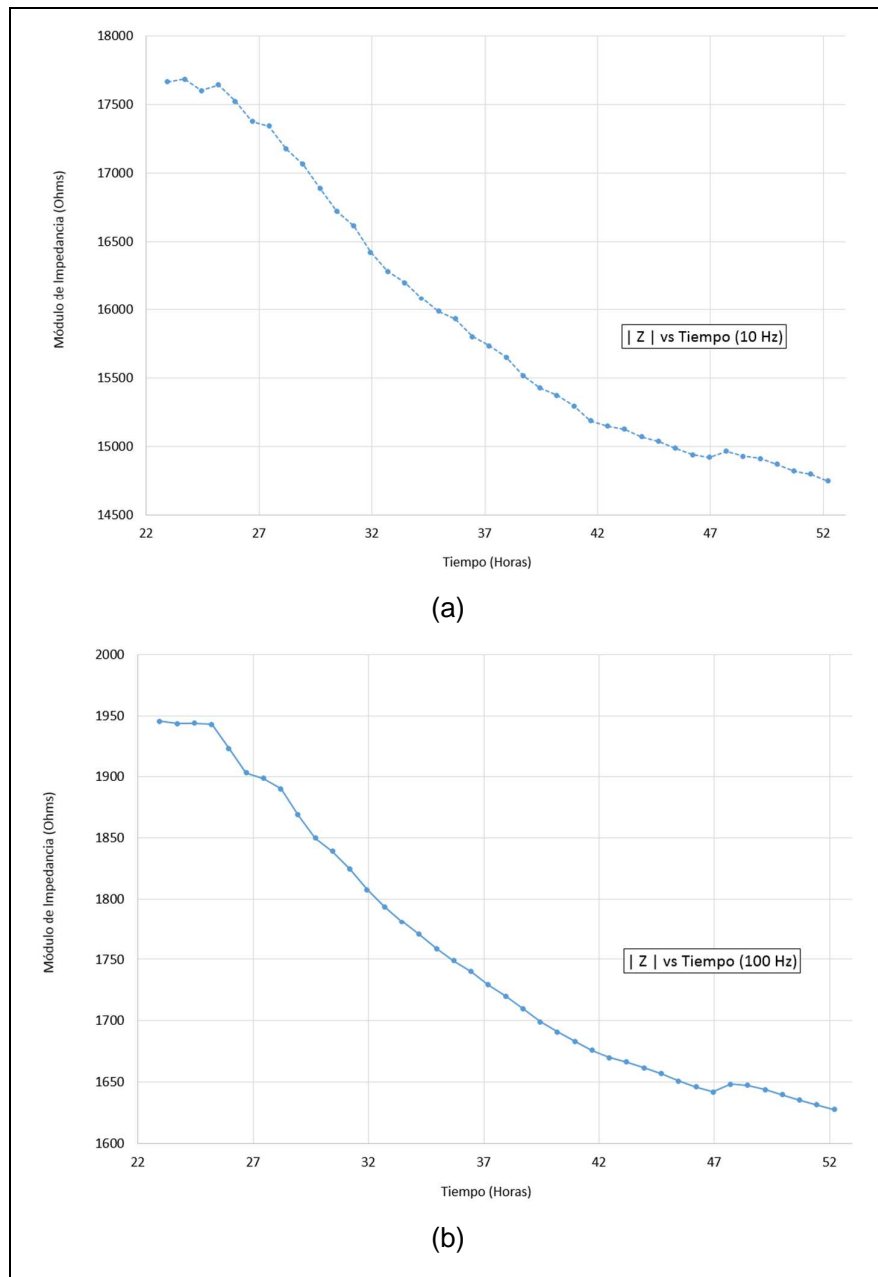 18000
17500
17000
16500
16000
15500
15000
14500
Módulo de Impedancia (Ohms)
| Z | vs Tiempo (10 Hz)
22 27 32 37 42 47 52
Tiempo (Horas)
(a)
2000
1950
1900
1850
1800
1750
1700
1650
1600
Módulo de Impedancia (Ohms)
| Z | vs Tiempo (100 Hz)
22 27 32 37 42 47 52
Tiempo (Horas)
(b)